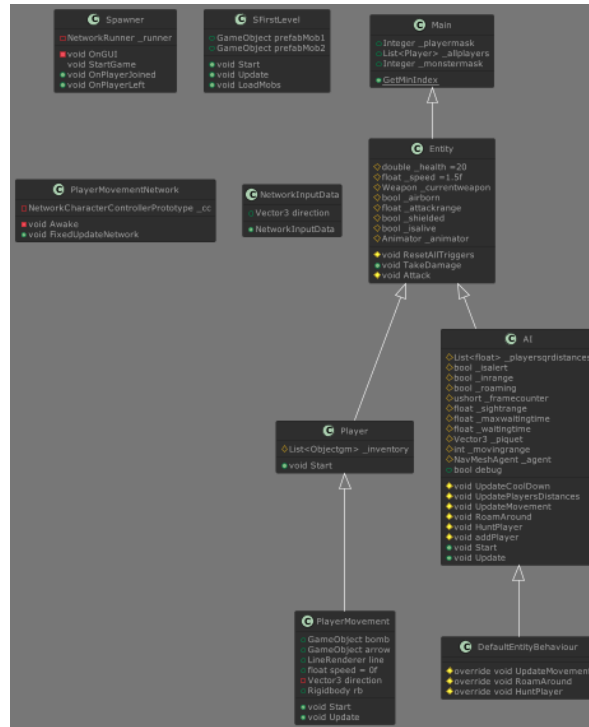 Spawner
NetworkRunner _runner
void OnGUI
void StartGame
void OnPlayerJoined
void OnPlayerLeft
SFirstLevel
GameObject prefabMob1
GameObject prefabMob2
void Start
void Update
void LoadMobs
Main
Integer _playermask
List<Player> _allplayers
Integer _monstermask
GetMinIndex
Entity
double _health =20
float _speed =1.5f
Weapon _currentweapon
bool _airborn
float _attackrange
bool _shielded
bool _isalive
Animator _animator
void ResetAllTriggers
void TakeDamage
void Attack
PlayerMovementNetwork
NetworkCharacterControllerPrototype _cc
void Awake
void FixedUpdateNetwork
NetworkInputData
Vector3 direction
NetworkInputData
AI
List<float> _playersqrdistances
bool _isalert
bool _inrange
bool _roaming
ushort _framecounter
float _sightrange
float _maxwaitingtime
float _waitingtime
Vector3 _piquet
int _movingrange
NavMeshAgent _agent
bool debug
void UpdateCoolDown
void UpdatePlayersDistances
void UpdateMovement
void RoamAround
void HuntPlayer
void addPlayer
void Start
void Update
Player
List<Objectgm> _inventory
void Start
PlayerMovement
GameObject bomb
GameObject arrow
LineRenderer line
float speed = 0f
Vector3 direction
Rigidbody rb
void Start
void Update
DefaultEntityBehaviour
override void UpdateMovement
override void RoamAround
override void HuntPlayer